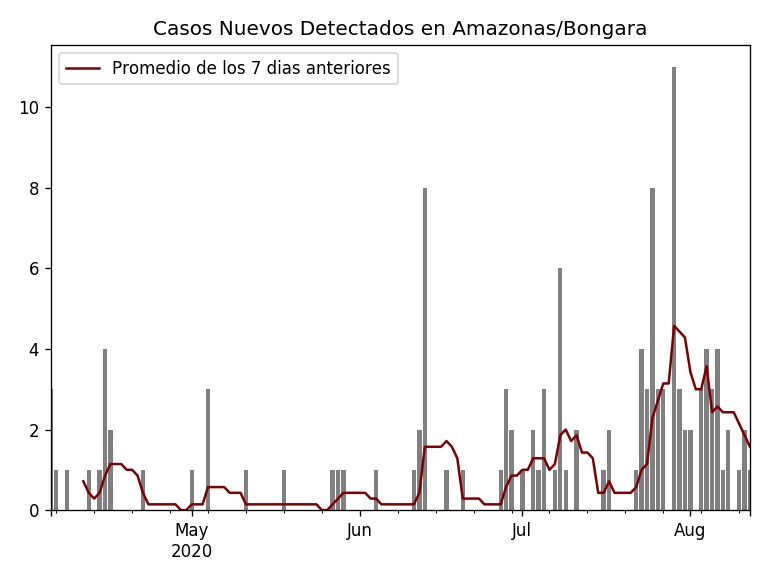 Casos Nuevos Detectados en Amazonas/Bongara
Promedio de los 7 dias anteriores
10
8
6
4
2
0
May
2020
Jun
Jul
Aug